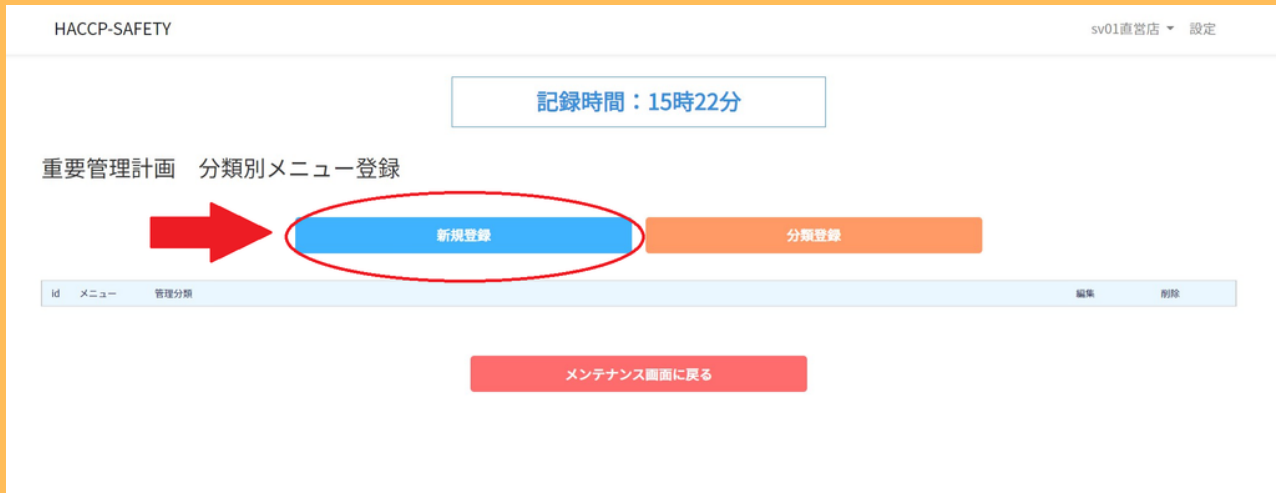 HACCP-SAFETY
sv01直営店 設定
記録時間：15時22分
重要管理計画　分類別メニュー登録
新規登録 分類登録
id メニュー 管理分類 編集 削除
メンテナンス画面に戻る